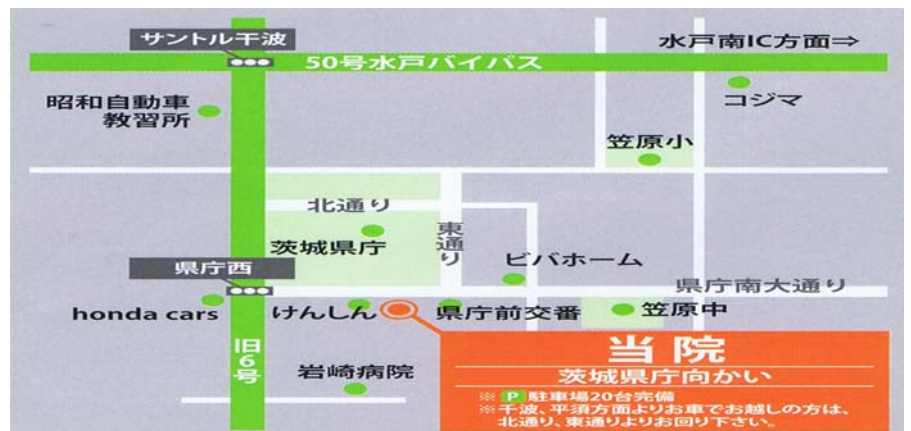 サントル千波
水戸南IC方面⇒
50号水戸バイパス
昭和自動車
教習所
コジマ
笠原小
北通り
茨城県庁
東通り
ビバホーム
県庁西
県庁南大通り
honda cars
けんしん
県庁前交番
笠原中
旧6号
岩崎病院
当院
茨城県庁向かい
※ P 駐車場20台完備
※千波、平須方面よりお車でお越しの方は、
北通り、東通りよりお回り下さい。